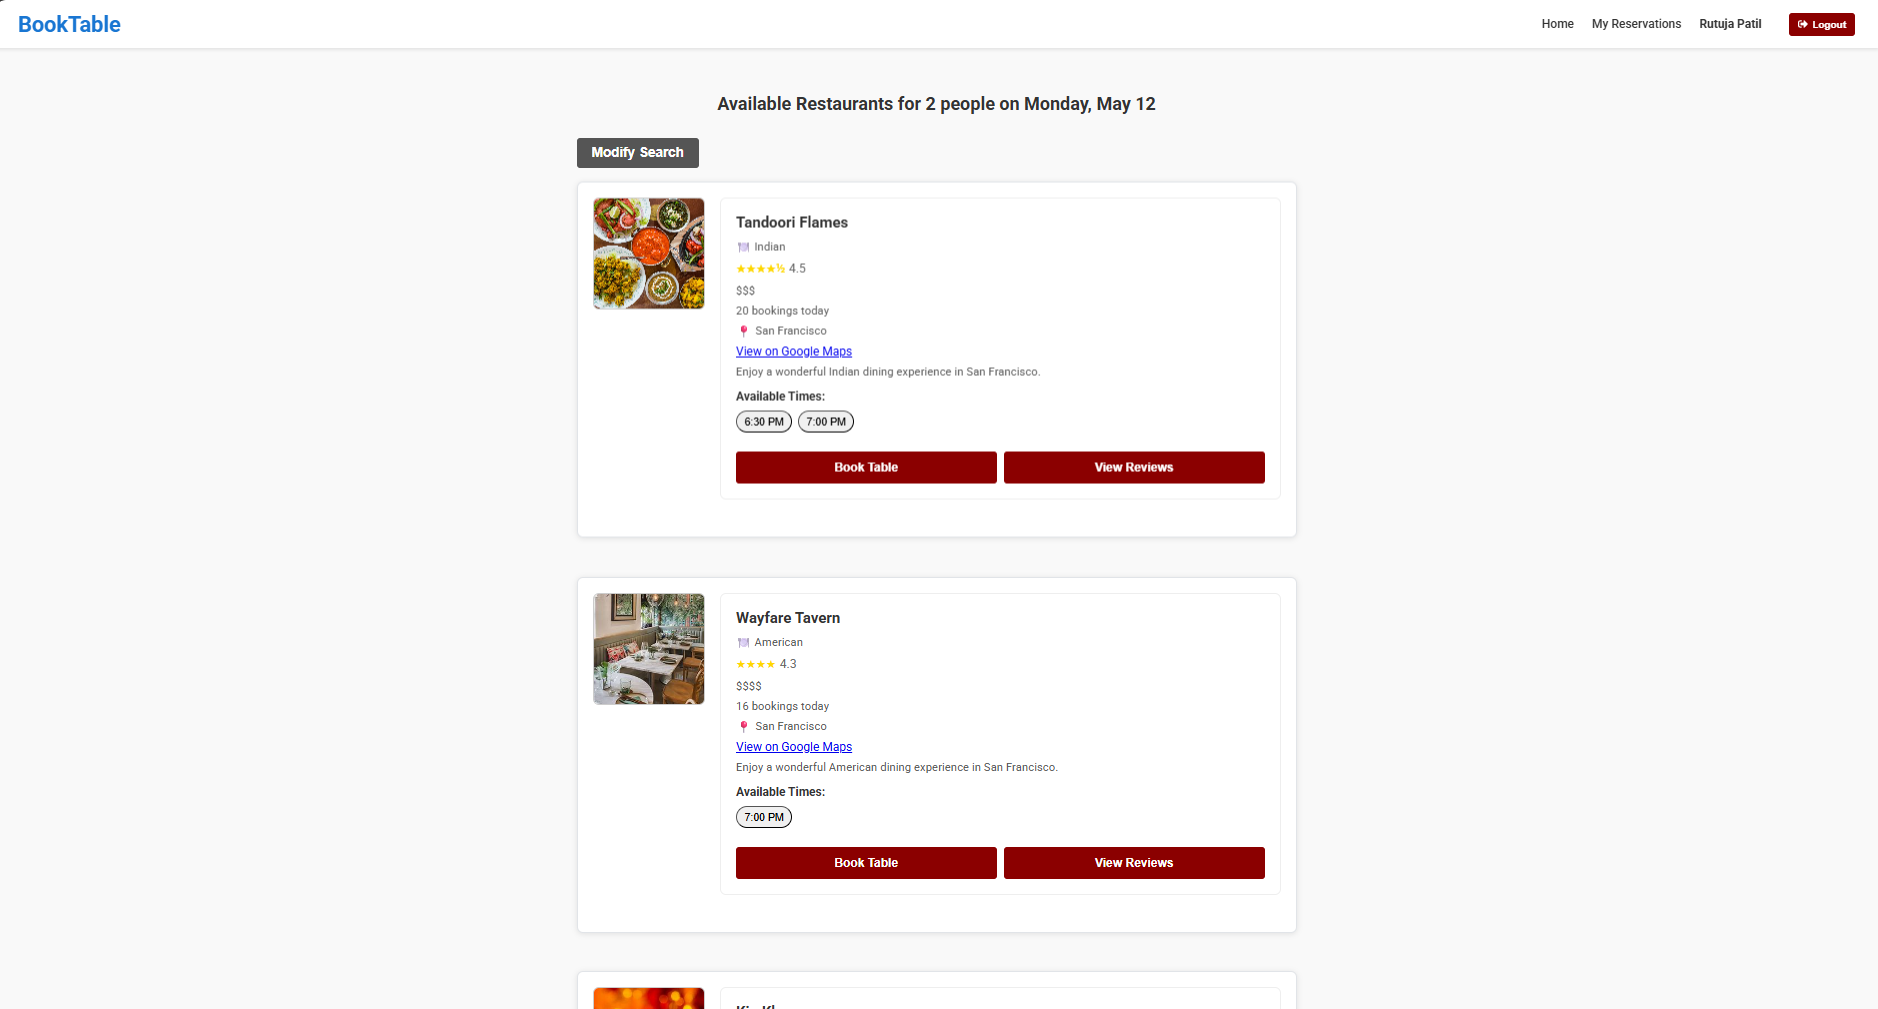 BookTable
Home My Reservations Rutuja Patil Logout
Available Restaurants for 2 people on Monday, May 12
Modify Search
Tandoori Flames
Indian
★★★★½ 4.5
$$$
20 bookings today
San Francisco
View on Google Maps
Enjoy a wonderful Indian dining experience in San Francisco.
Available Times:
6:30 PM 7:00 PM
Book Table View Reviews
Wayfare Tavern
American
★★★★ 4.3
$$$$
16 bookings today
San Francisco
View on Google Maps
Enjoy a wonderful American dining experience in San Francisco.
Available Times:
7:00 PM
Book Table View Reviews